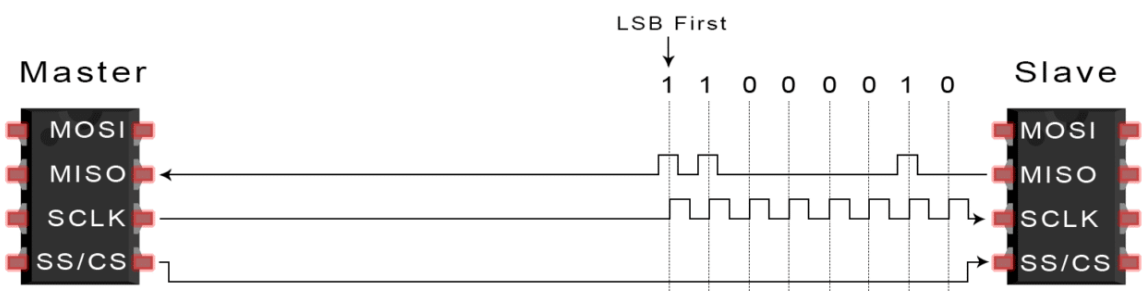 LSB First
Master
Slave
1 1 0 0 0 0 1 0
MOSI
MISO
SCLK
SS/CS
MOSI
MISO
SCLK
SS/CS